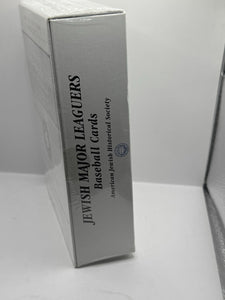 JEWISH MAJOR LEAGUERS
Baseball Cards
American Jewish Historical Society